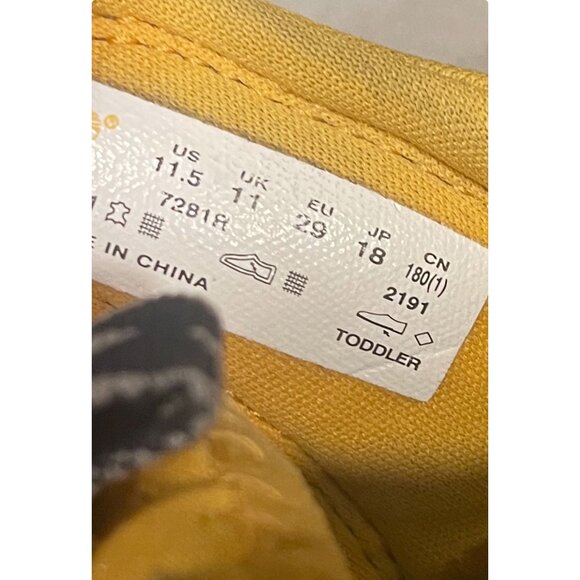 US UK EU JP CN
11.5 11 29 18 180(1)
72818 2191
IN CHINA
TODDLER